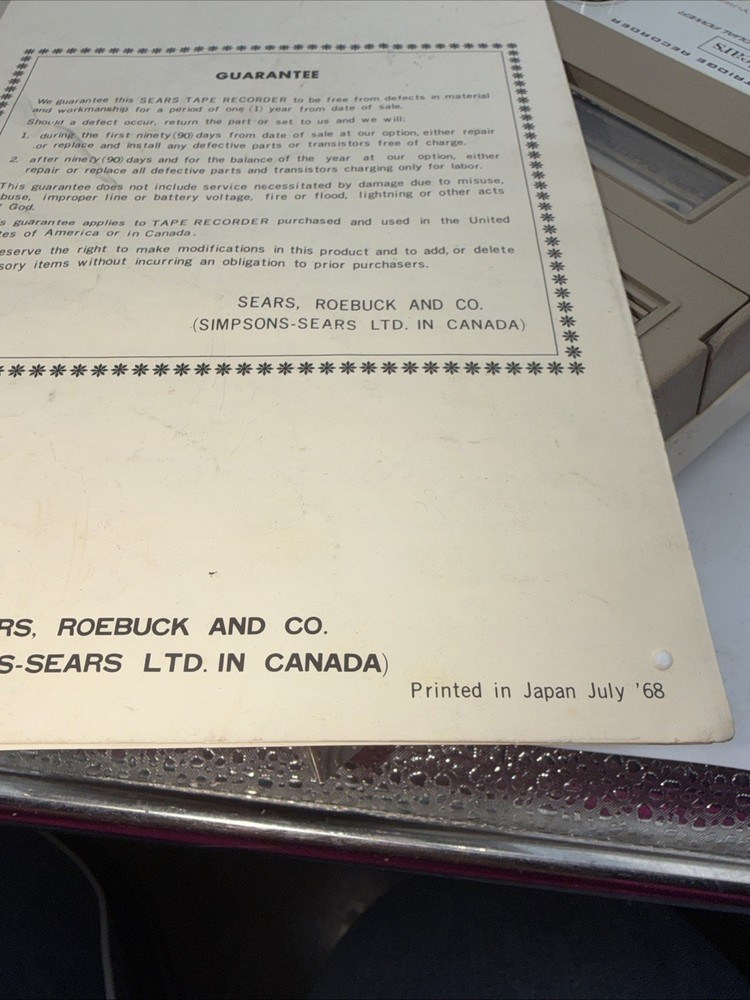 GUARANTEE
We guarantee this SEARS TAPE RECORDER to be free from defects in material
and workmanship for a period of one (1) year from date of sale.
Should a defect occur, return the part or set to us and we will:
1. during the first ninety (90) days from date of sale at our option, either repair
or replace and install any defective parts or transistors free of charge.
2. after ninety (90) days and for the balance of the year at our option, either
repair or replace all defective parts and transistors charging only for labor.
This guarantee does not include service necessitated by damage due to misuse,
buse, improper line or battery voltage, fire or flood, lightning or other acts
God.
s guarantee applies to TAPE RECORDER purchased and used in the United
tes of America or in Canada.
eserve the right to make modifications in this product and to add, or delete
sory items without incurring an obligation to prior purchasers.
SEARS, ROEBUCK AND CO.
(SIMPSONS-SEARS LTD. IN CANADA)
RS, ROEBUCK AND CO.
S-SEARS LTD. IN CANADA)
Printed in Japan July '68
RECORDER